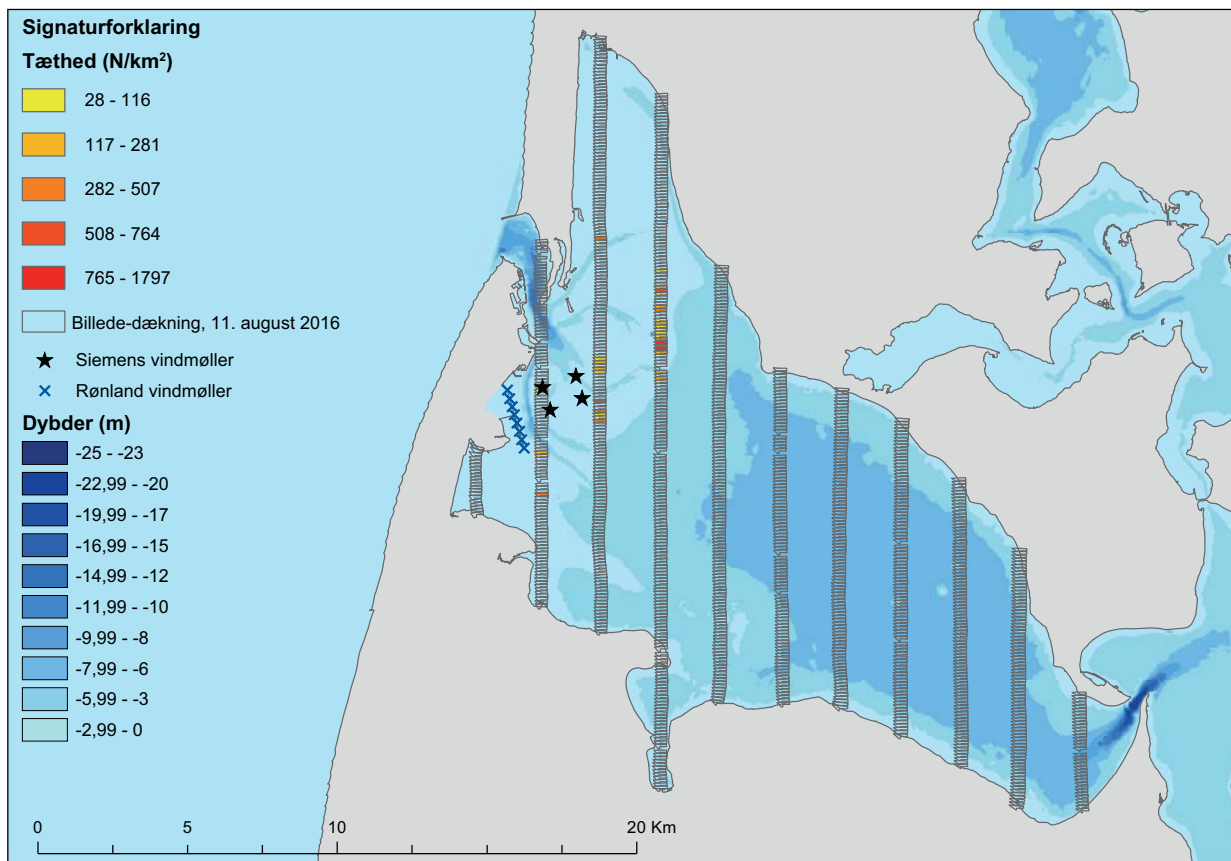 Signaturforklaring
Tæthed (N/km²)
28 - 116
117 - 281
282 - 507
508 - 764
765 - 1797
Billede-dækning, 11. august 2016
Siemens vindmøller
Rønland vindmøller
Dybder (m)
-25 - -23
-22,99 - -20
-19,99 - -17
-16,99 - -15
-14,99 - -12
-11,99 - -10
-9,99 - -8
-7,99 - -6
-5,99 - -3
-2,99 - 0
0 5 10 20 Km